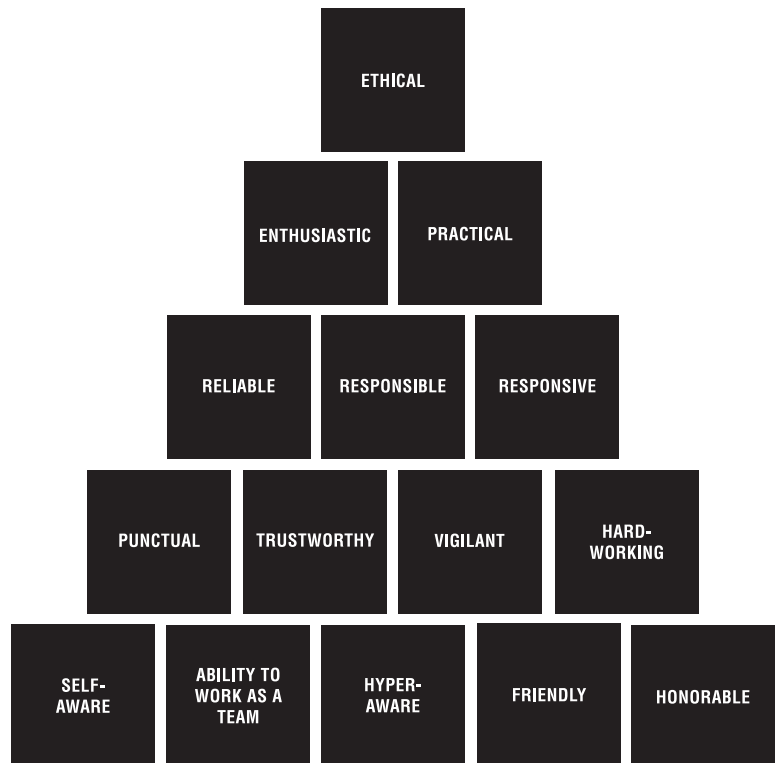 ETHICAL
ENTHUSIASTIC
PRACTICAL
RELIABLE
RESPONSIBLE
RESPONSIVE
PUNCTUAL
TRUSTWORTHY
VIGILANT
HARD-
WORKING
SELF-
AWARE
ABILITY TO
WORK AS A
TEAM
HYPER-
AWARE
FRIENDLY
HONORABLE